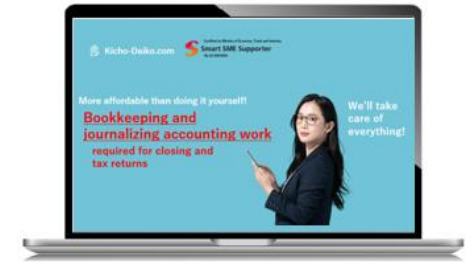 Kicho-Daiko.com
Smart SME Supporter
More affordable than doing it yourself!
Bookkeeping and
journalizing accounting work
required for closing and
tax returns
We'll take
care of
everything!